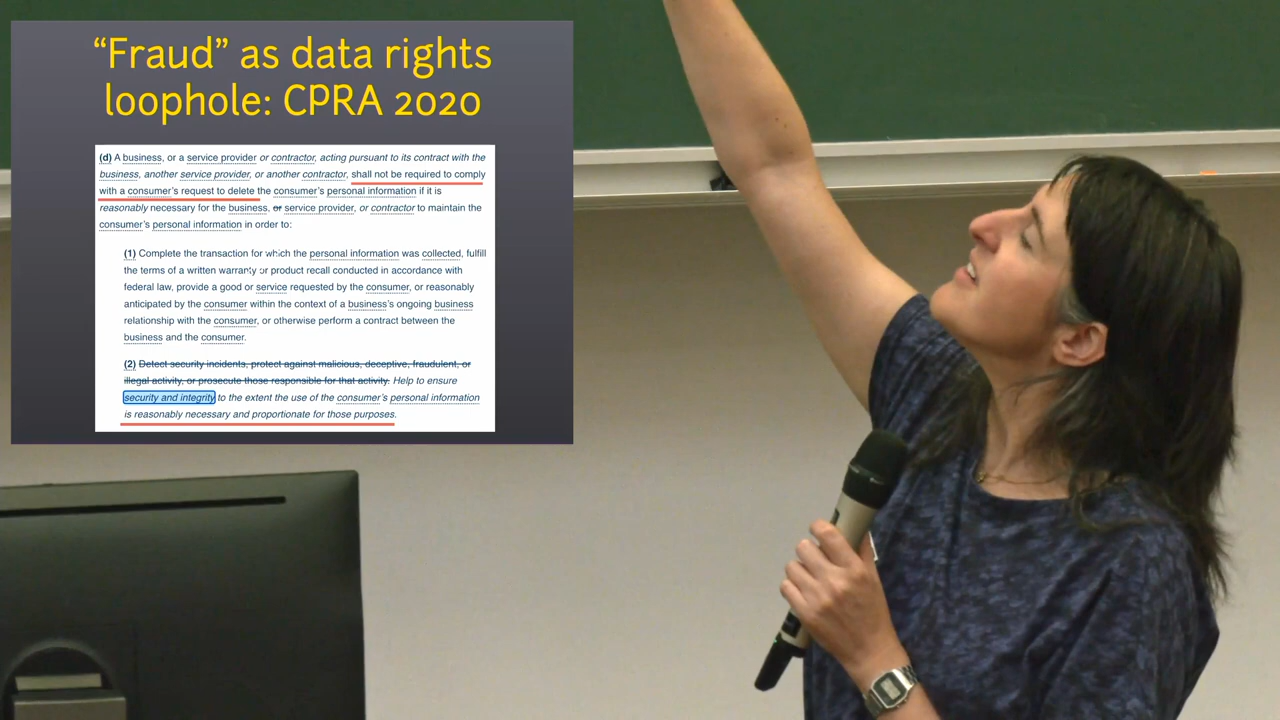 “Fraud” as data rights
loophole: CPRA 2020
(d) A business, or a service provider or contractor, acting pursuant to its contract with the
business, another service provider, or another contractor, shall not be required to comply
with a consumer’s request to delete the consumer’s personal information if it is
reasonably necessary for the business, or service provider, or contractor to maintain the
consumer’s personal information in order to:
(1) Complete the transaction for which the personal information was collected, fulfill
the terms of a written warranty or product recall conducted in accordance with
federal law, provide a good or service requested by the consumer, or reasonably
anticipated by the consumer within the context of a business’s ongoing business
relationship with the consumer, or otherwise perform a contract between the
business and the consumer.
(2) Detect security incidents, protect against malicious, deceptive, fraudulent, or
illegal activity, or prosecute those responsible for that activity. Help to ensure
security and integrity to the extent the use of the consumer’s personal information
is reasonably necessary and proportionate for those purposes.